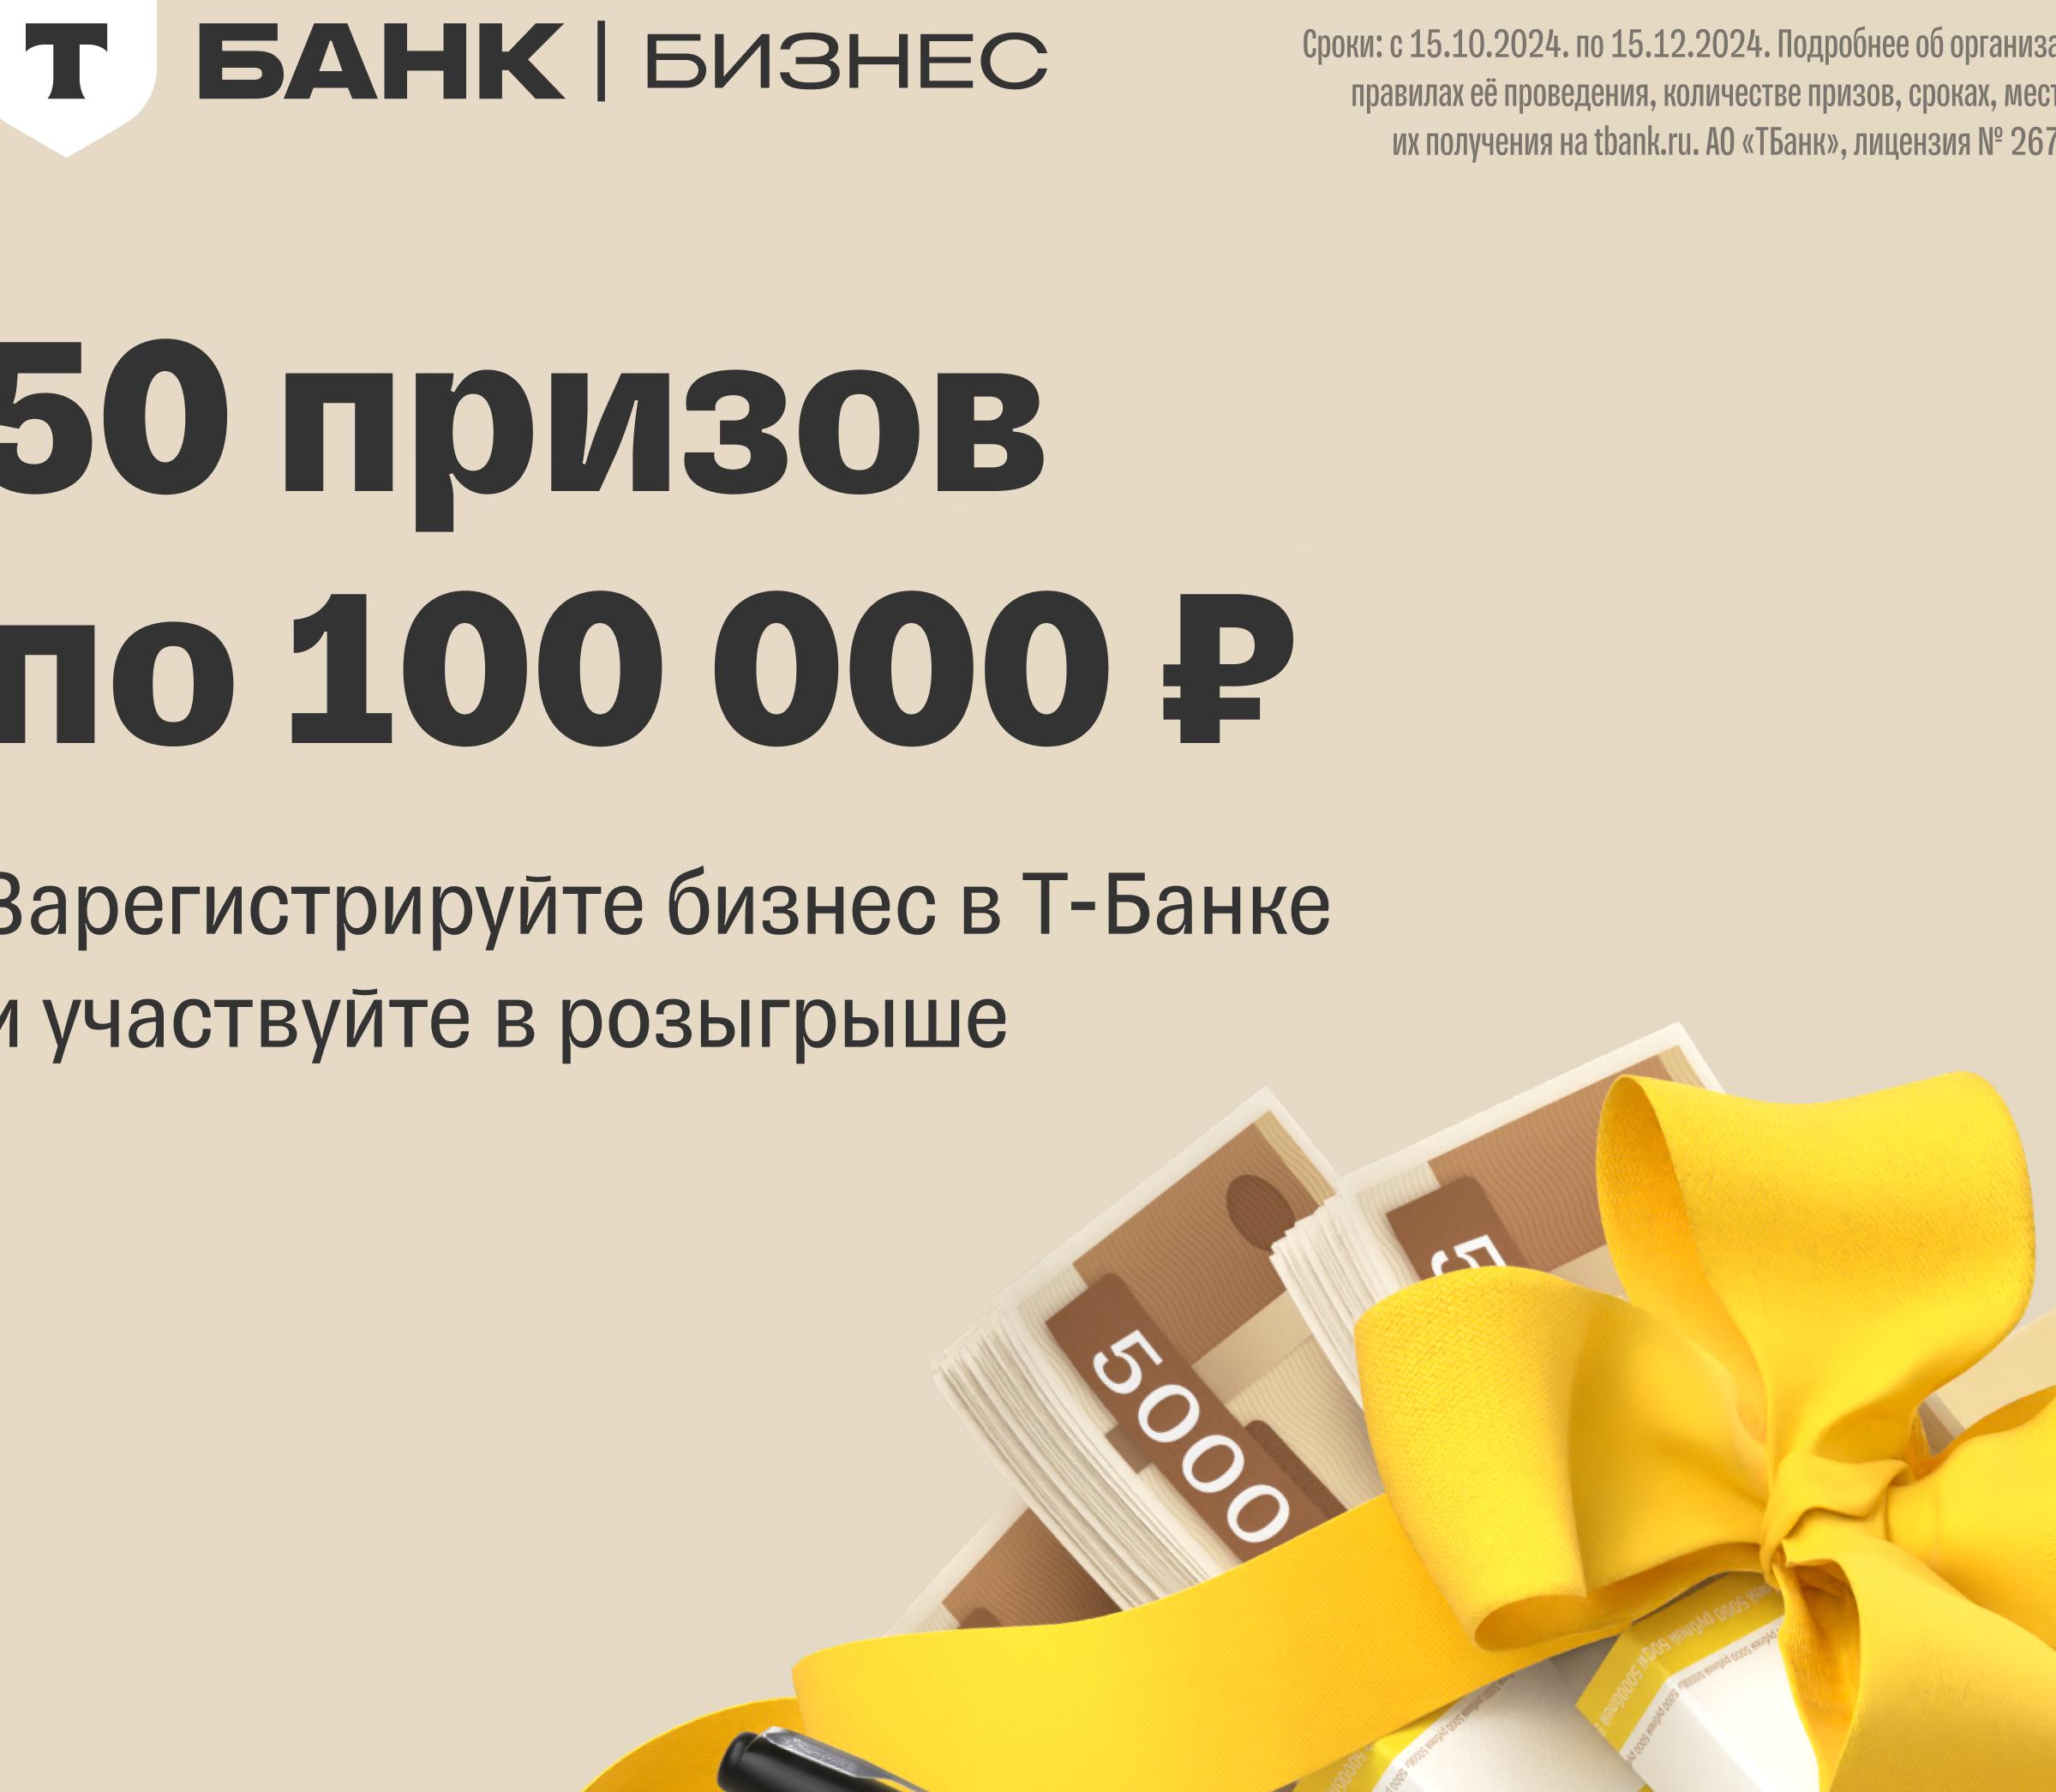 Т БАНК | БИЗНЕС
Сроки: с 15.10.2024. по 15.12.2024. Подробнее об организа
правилах её проведения, количестве призов, сроках, мест
их получения на tbank.ru. АО «ТБанк», лицензия № 267
50 призов
по 100 000 ₽
Зарегистрируйте бизнес в Т-Банке
и участвуйте в розыгрыше
5
5000